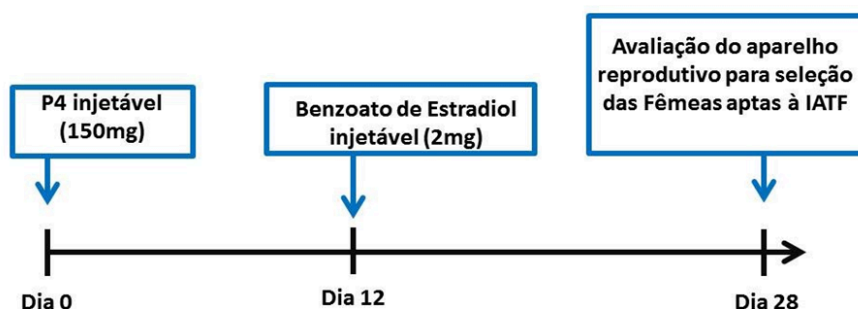 P4 injetável
(150mg)
Benzoato de Estradiol
injetável (2mg)
Avaliação do aparelho
reprodutivo para seleção
das Fêmeas aptas à IATF
Dia 0
Dia 12
Dia 28